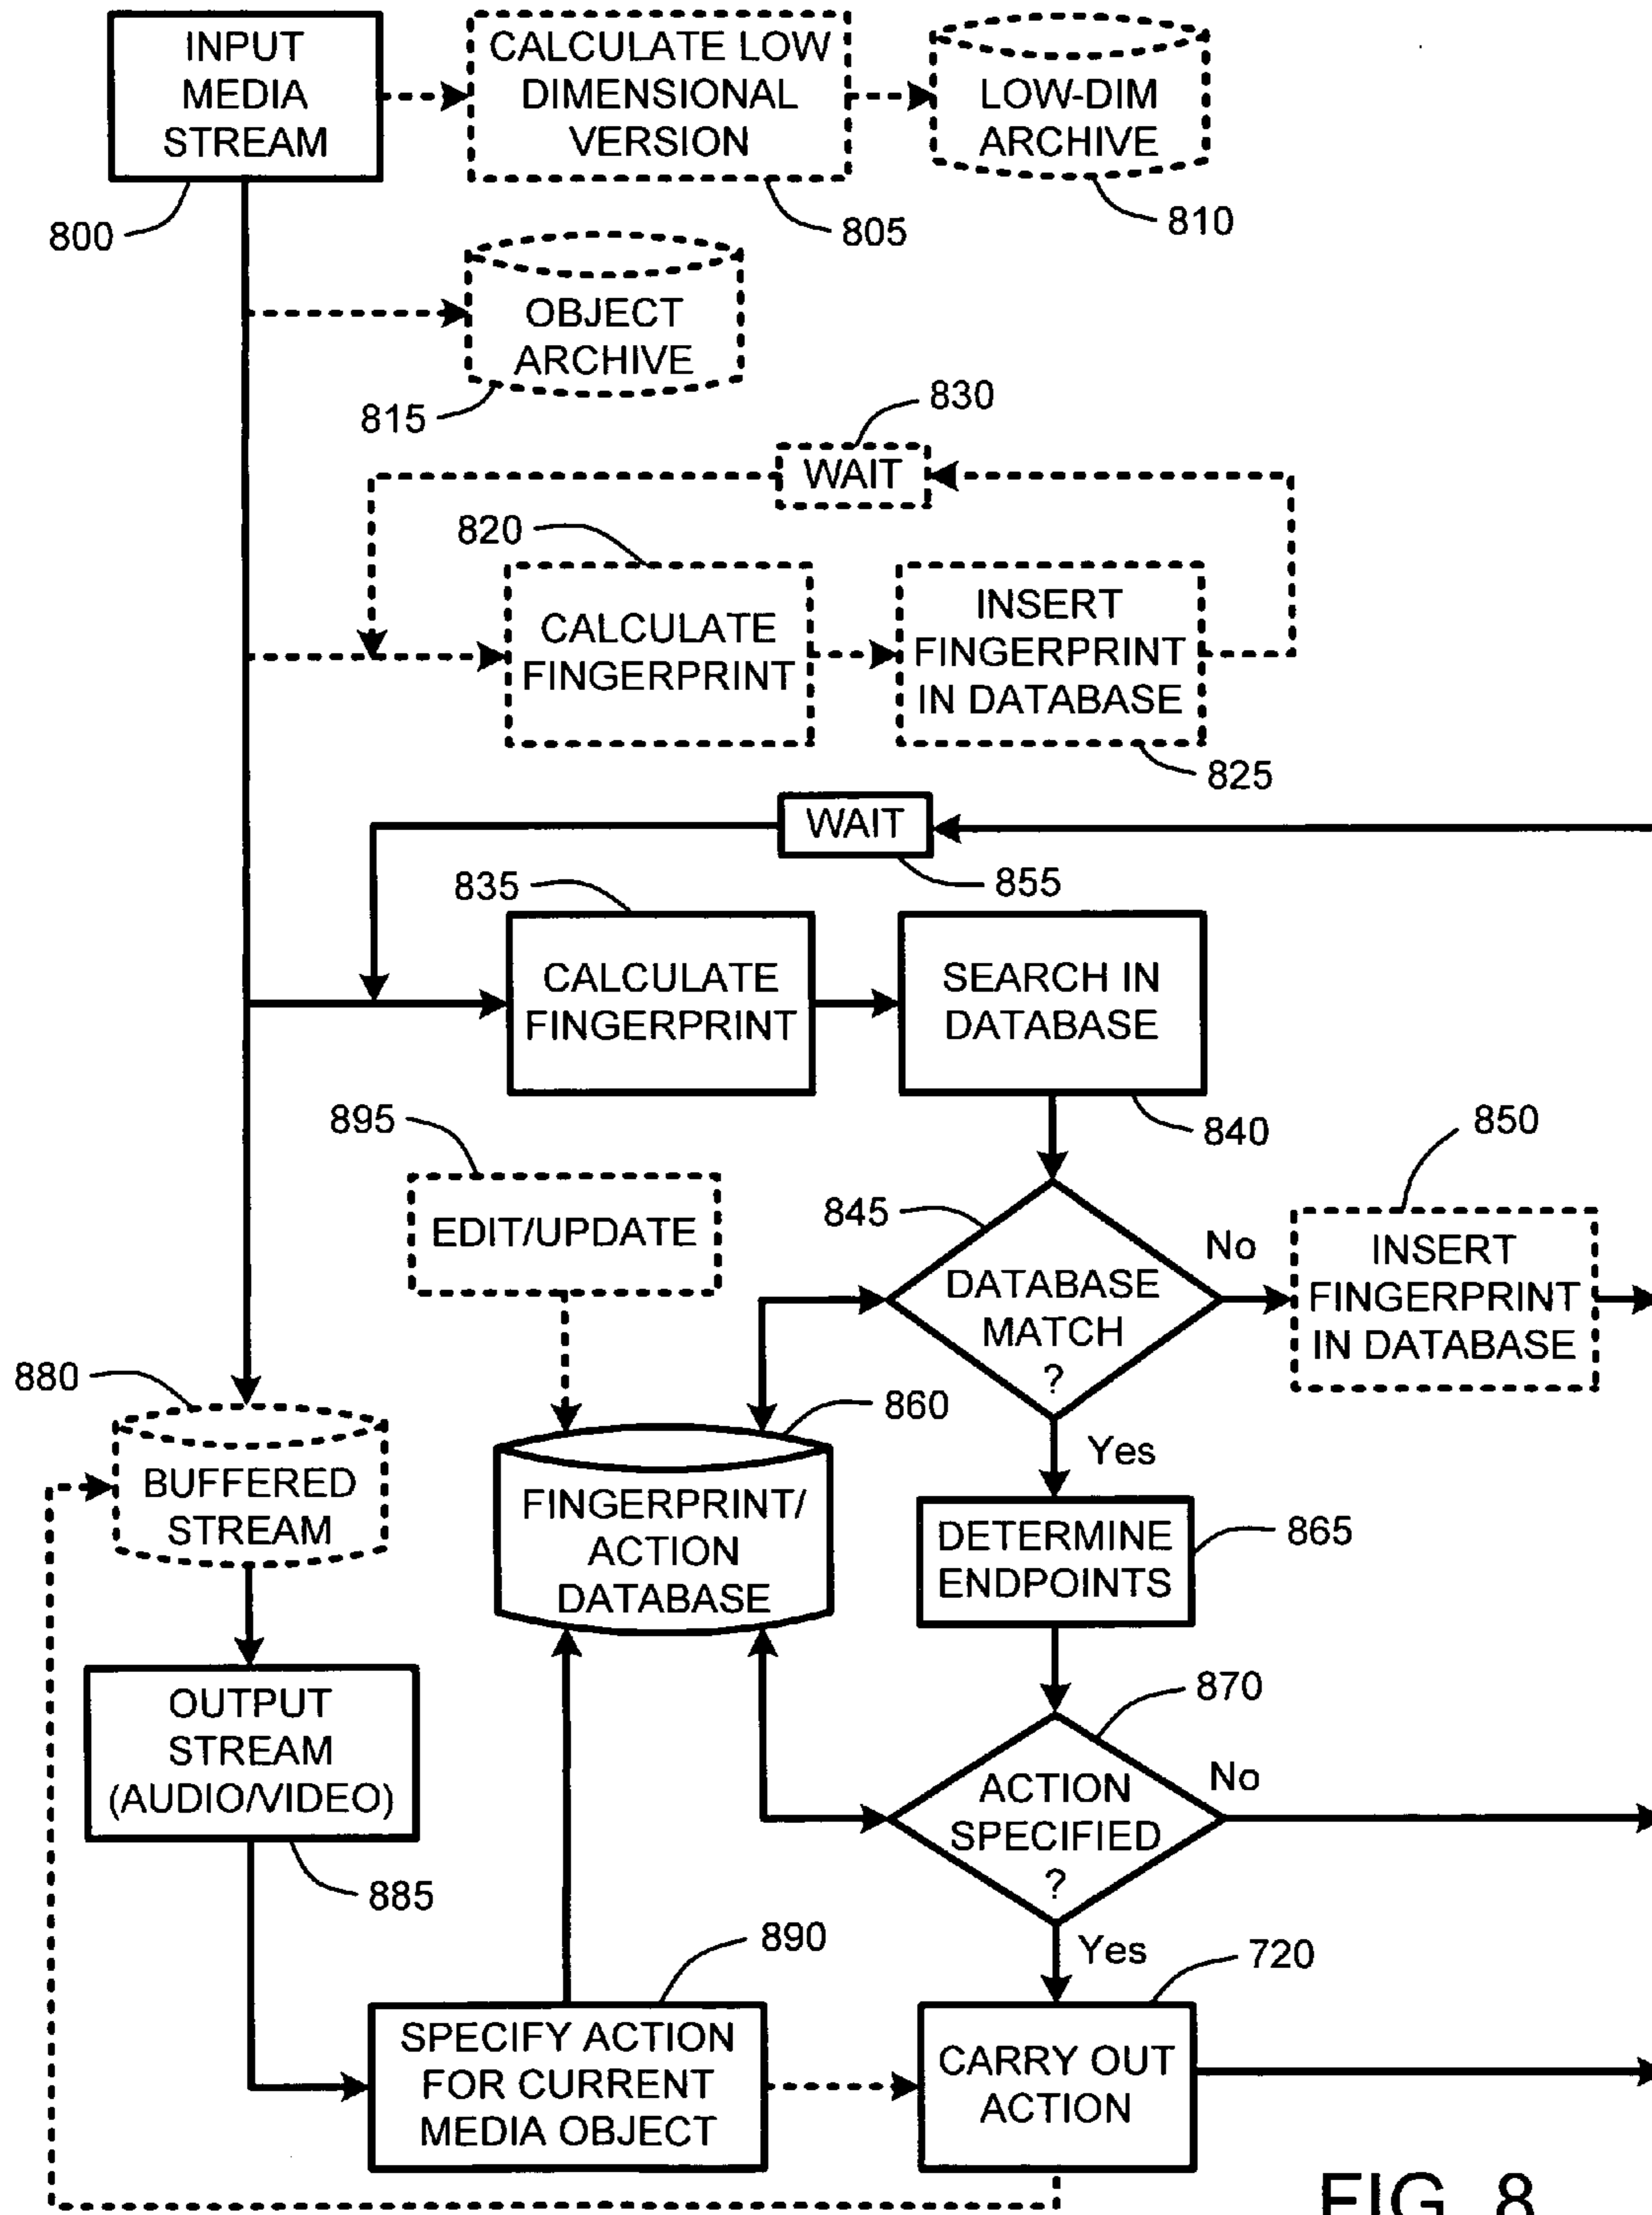 INPUT
MEDIA
STREAM
800
CALCULATE LOW
DIMENSIONAL
VERSION
805
LOW-DIM
ARCHIVE
810
OBJECT
ARCHIVE
815
830
WAIT
820
CALCULATE
FINGERPRINT
INSERT
FINGERPRINT
IN DATABASE
825
WAIT
855
835
CALCULATE
FINGERPRINT
SEARCH IN
DATABASE
840
895
EDIT/UPDATE
845
DATABASE
MATCH
?
No
850
INSERT
FINGERPRINT
IN DATABASE
Yes
880
BUFFERED
STREAM
860
FINGERPRINT/
ACTION
DATABASE
DETERMINE
ENDPOINTS
865
OUTPUT
STREAM
(AUDIO/VIDEO)
885
870
ACTION
SPECIFIED
?
No
Yes
890
SPECIFY ACTION
FOR CURRENT
MEDIA OBJECT
720
CARRY OUT
ACTION
FIG. 8